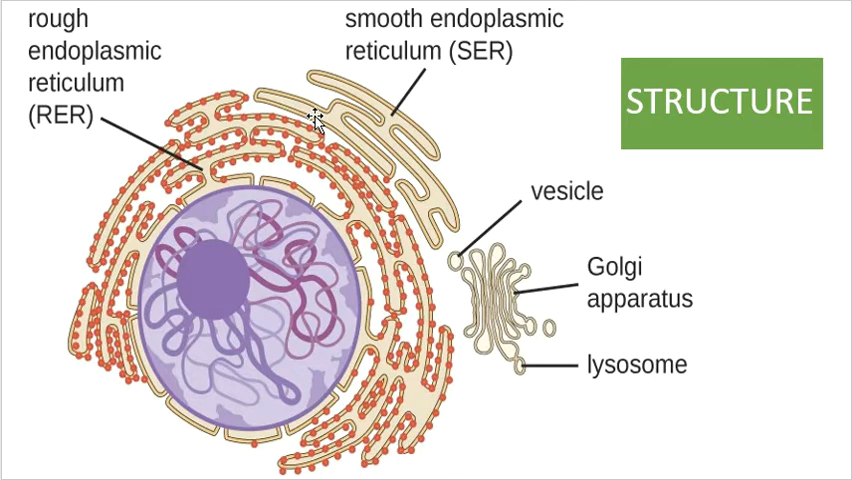 rough
endoplasmic
reticulum
(RER)
smooth endoplasmic
reticulum (SER)
STRUCTURE
vesicle
Golgi
apparatus
lysosome